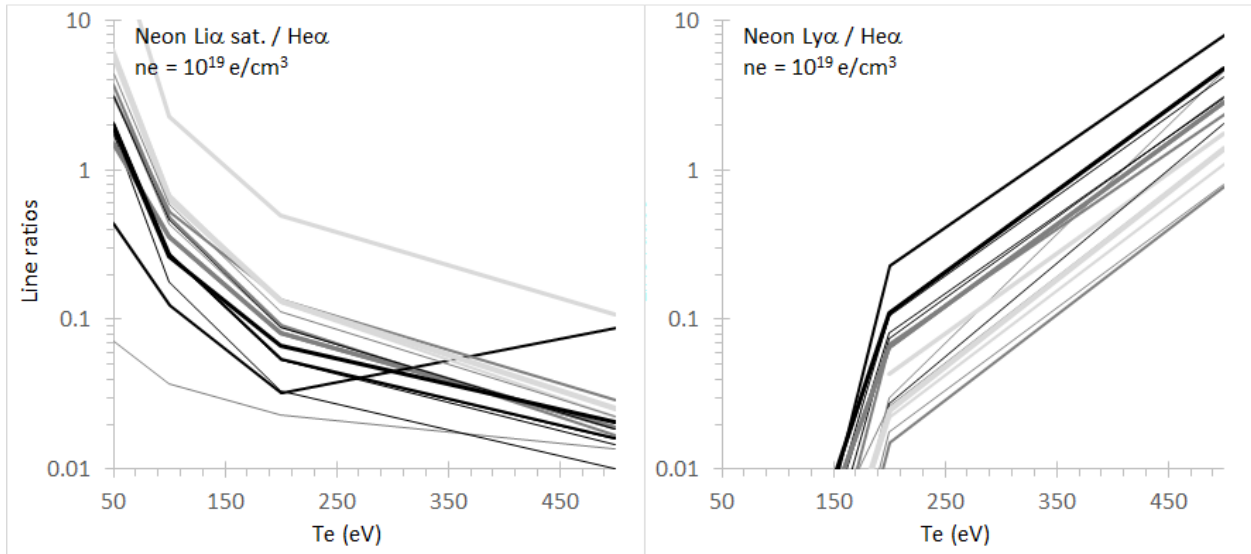 Neon Liα sat. / Heα
ne = 10¹⁹ e/cm³
Line ratios
10
1
0.1
0.01
50
150
250
350
450
Te (eV)
Neon Lyα / Heα
ne = 10¹⁹ e/cm³
10
1
0.1
0.01
50
150
250
350
450
Te (eV)